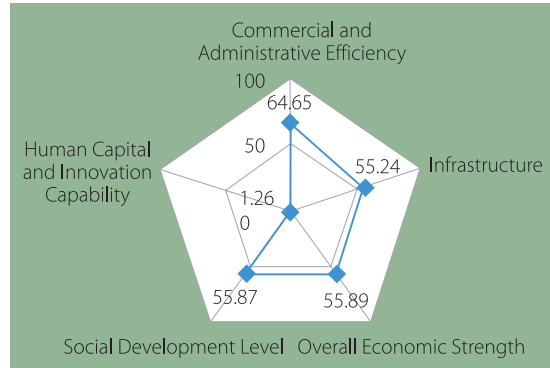 Commercial and
Administrative Efficiency
100
64.65
50
Human Capital
and Innovation
Capability
55.24
Infrastructure
1.26
0
55.87
55.89
Social Development Level
Overall Economic Strength